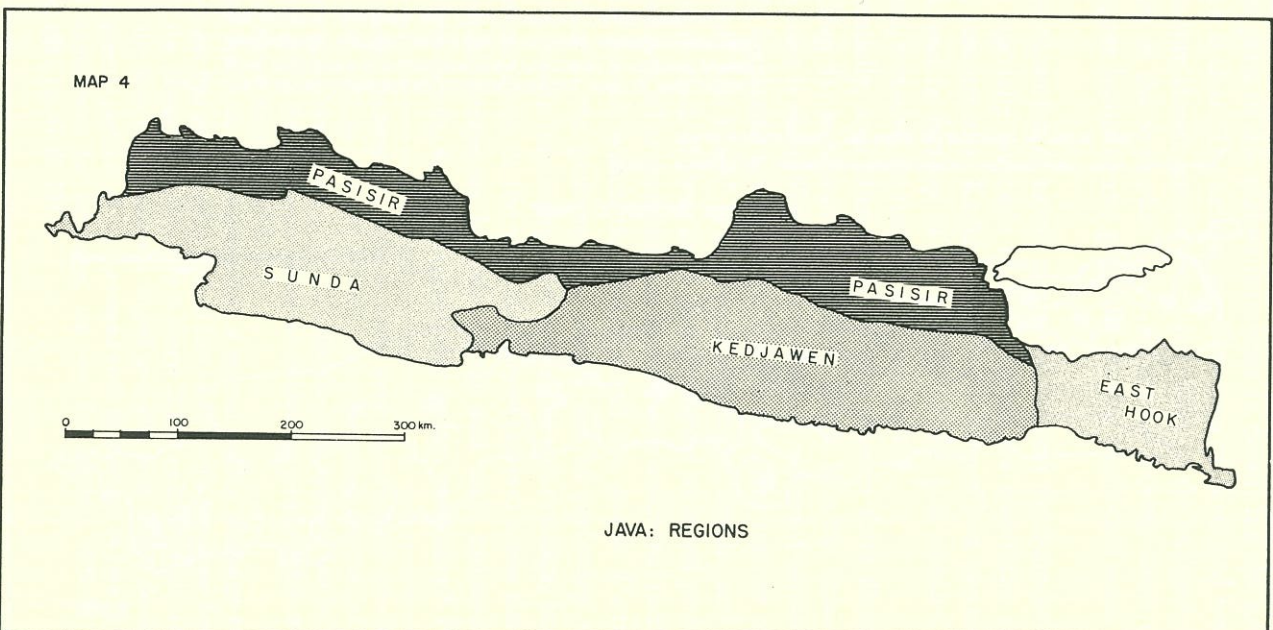 MAP 4
PASISIR
SUNDA
PASISIR
KEDJAWEN
EAST
HOOK
0 100 200 300 km.
JAVA: REGIONS